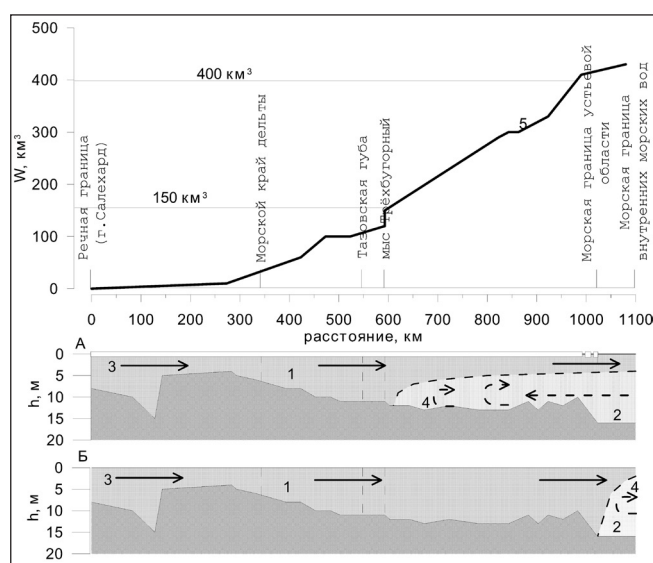 500
400
300
200
100
0
W, км³
400 км³
150 км³
5
Речная граница
(г.Салехард)
Морской край дельты
Тазовская губа
мыс Трёхбугорный
Морская граница устьевой
области
Морская граница
внутренних морских вод
0 100 200 300 400 500 600 700 800 900 1000 1100
расстояние, км
А
0
5
10
15
20
h, м
3
1
4
2
Б
0
5
10
15
20
h, м
3
1
4
2